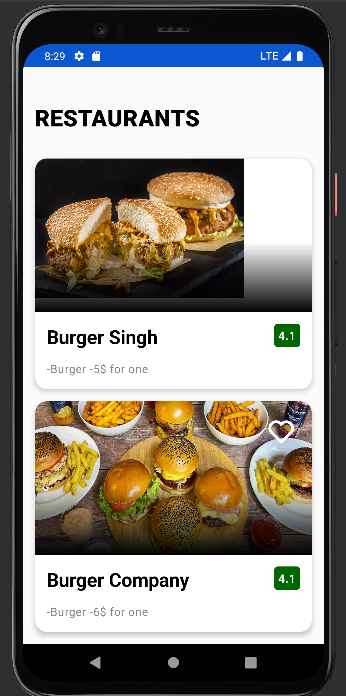 8:29 LTE
RESTAURANTS
Burger Singh 4.1
-Burger -5$ for one
Burger Company 4.1
-Burger -6$ for one